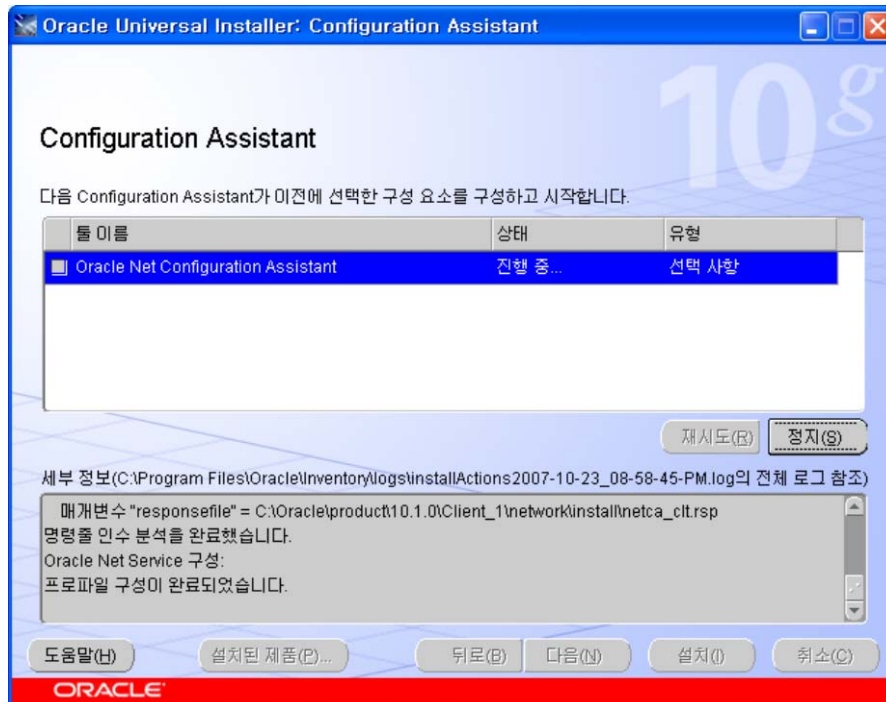 Oracle Universal Installer: Configuration Assistant
10g
Configuration Assistant
다음 Configuration Assistant가 이전에 선택한 구성 요소를 구성하고 시작합니다.
툴 이름 상태 유형
Oracle Net Configuration Assistant 진행 중... 선택 사항
재시도(R) 정지(S)
세부 정보(C:\Program Files\Oracle\Inventory\logs\installActions2007-10-23_08-58-45-PM.log의 전체 로그 참조)
매개변수 "responsefile" = C:\Oracle\product\10.1.0\Client_1\network\install\netca_clt.rsp
명령줄 인수 분석을 완료했습니다.
Oracle Net Service 구성:
프로파일 구성이 완료되었습니다.
도움말(H) 설치된 제품(P)... 뒤로(B) 다음(N) 설치(I) 취소(C)
ORACLE